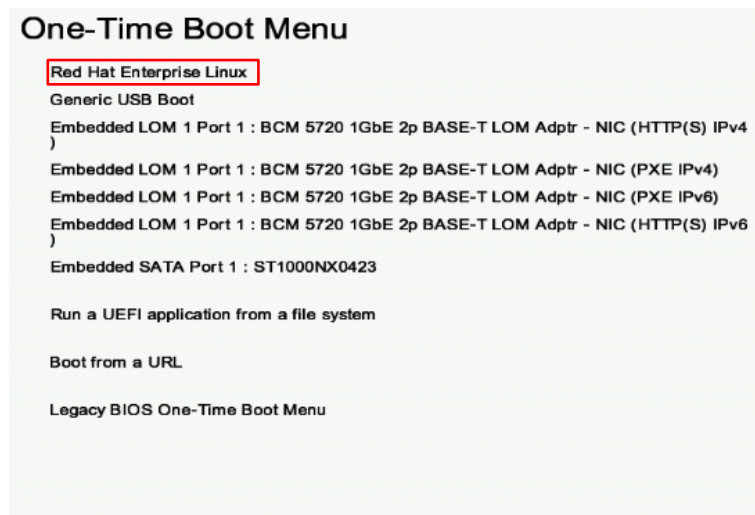 One-Time Boot Menu
Red Hat Enterprise Linux
Generic USB Boot
Embedded LOM 1 Port 1 : BCM 5720 1GbE 2p BASE-T LOM Adptr - NIC (HTTP(S) IPv4
)
Embedded LOM 1 Port 1 : BCM 5720 1GbE 2p BASE-T LOM Adptr - NIC (PXE IPv4)
Embedded LOM 1 Port 1 : BCM 5720 1GbE 2p BASE-T LOM Adptr - NIC (PXE IPv6)
Embedded LOM 1 Port 1 : BCM 5720 1GbE 2p BASE-T LOM Adptr - NIC (HTTP(S) IPv6
)
Embedded SATA Port 1 : ST1000NX0423
Run a UEFI application from a file system
Boot from a URL
Legacy BIOS One-Time Boot Menu